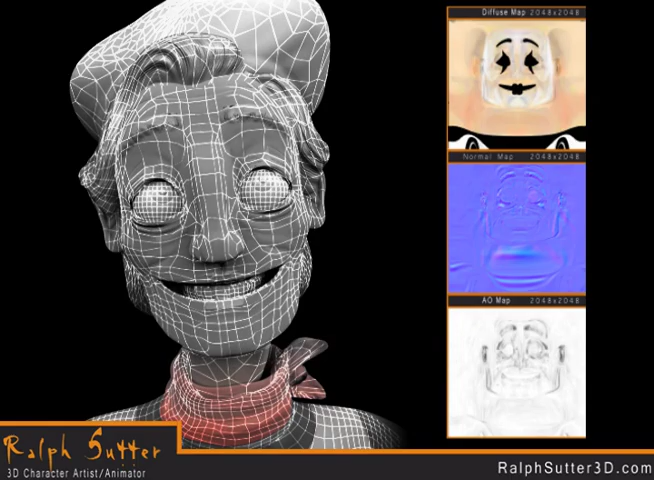 Diffuse Map 2048x2048
Normal Map 2048x2048
AO Map 2048x2048
Ralph Sutter
3D Character Artist/Animator
RalphSutter3D.com